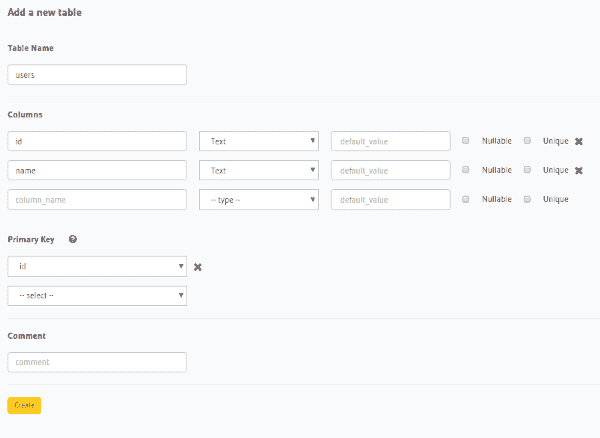 Add a new table
Table Name
users
Columns
id Text default_value Nullable Unique
name Text default_value Nullable Unique
column_name -- type -- default_value Nullable Unique
Primary Key ?
id
-- select --
Comment
comment
Create